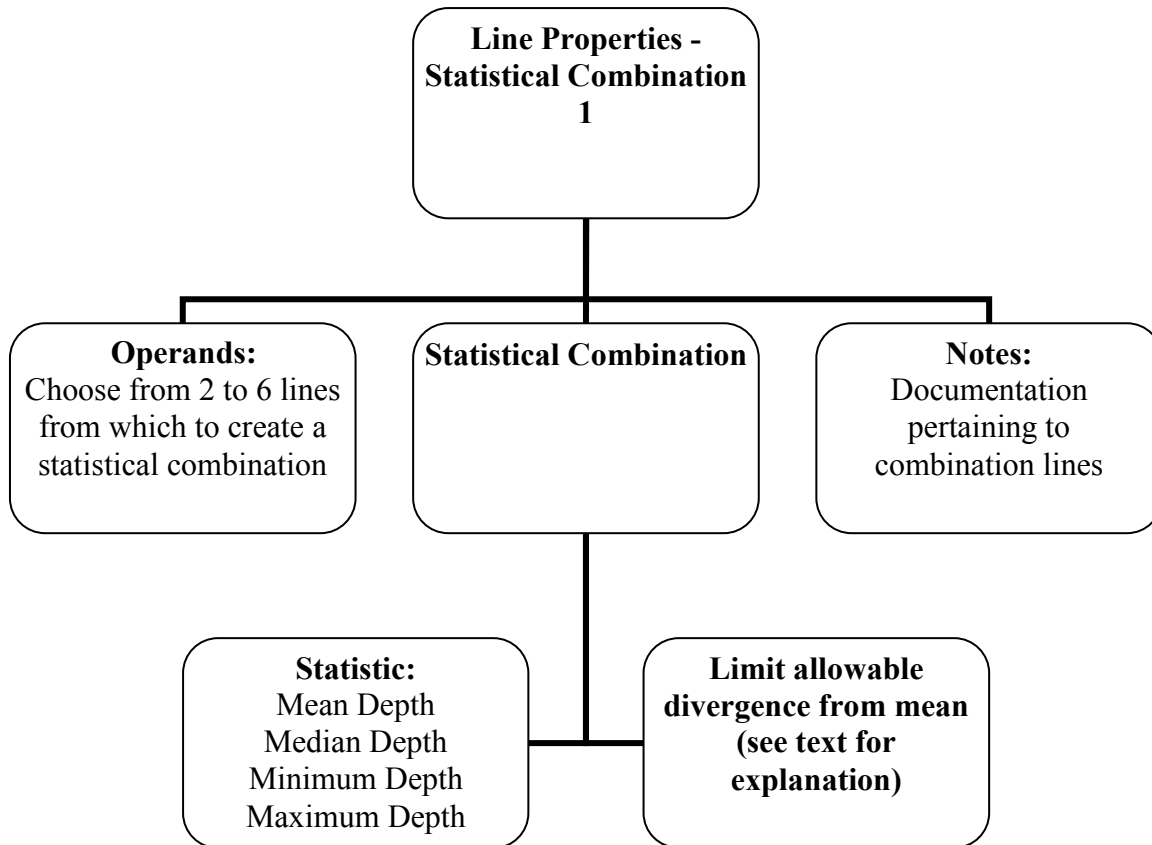 Line Properties -
Statistical Combination
1
Operands:
Choose from 2 to 6 lines
from which to create a
statistical combination
Statistical Combination
Notes:
Documentation
pertaining to
combination lines
Statistic:
Mean Depth
Median Depth
Minimum Depth
Maximum Depth
Limit allowable
divergence from mean
(see text for
explanation)